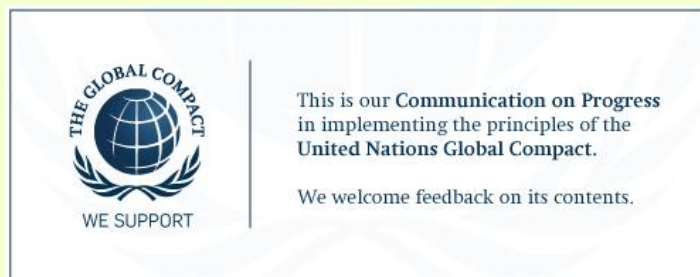 THE GLOBAL COMPACT
WE SUPPORT
This is our Communication on Progress
in implementing the principles of the
United Nations Global Compact.
We welcome feedback on its contents.